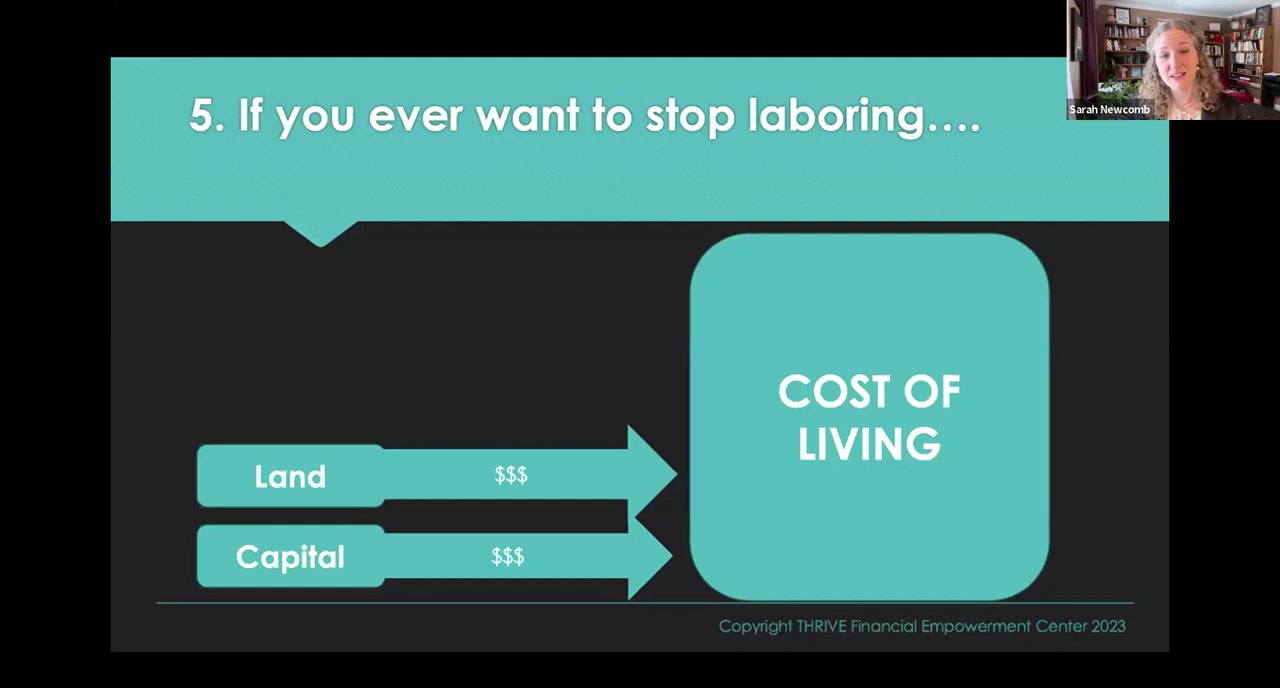 Sarah Newcomb
5. If you ever want to stop laboring....
COST OF
LIVING
Land
$$$
Capital
$$$
Copyright THRIVE Financial Empowerment Center 2023